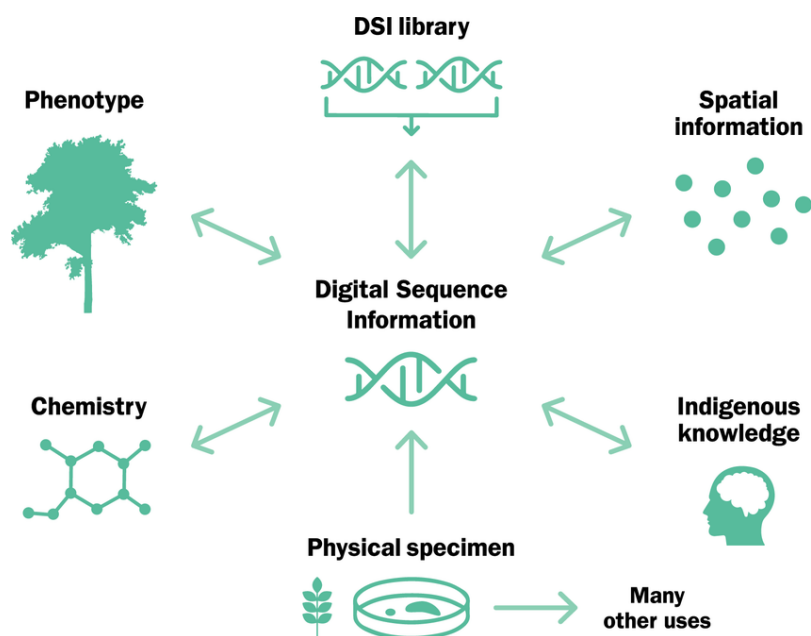 DSI library
Phenotype
Spatial
information
Digital Sequence
Information
Chemistry
Indigenous
knowledge
Physical specimen
Many
other uses